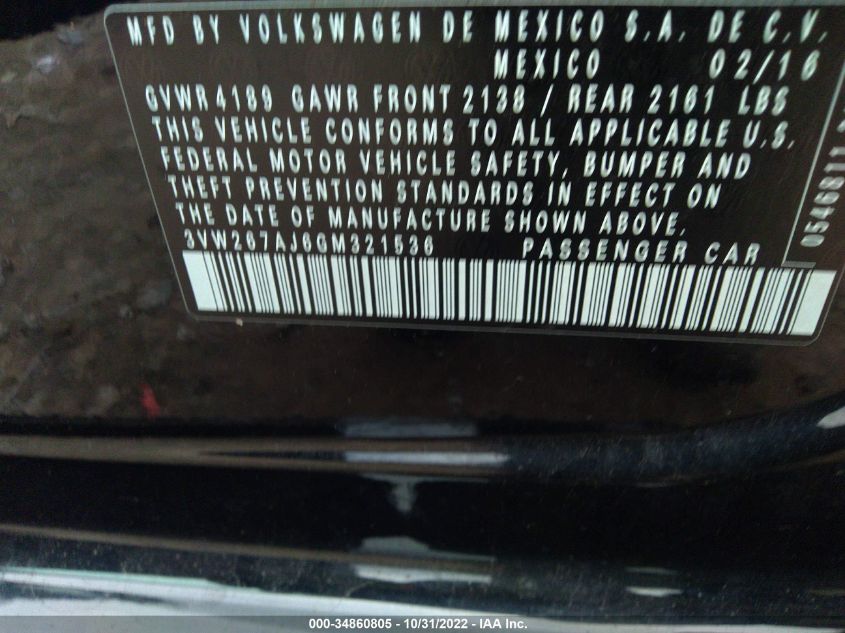 MFD BY VOLKSWAGEN DE MEXICO S.A. DE C.V.
MEXICO 02/16
GVWR 4189 GAWR FRONT 2138 / REAR 2161 LBS
THIS VEHICLE CONFORMS TO ALL APPLICABLE U.S.
FEDERAL MOTOR VEHICLE SAFETY, BUMPER AND
THEFT PREVENTION STANDARDS IN EFFECT ON
THE DATE OF MANUFACTURE SHOWN ABOVE.
3VW267AJ6GM321536 PASSENGER CAR
0546811
000-34860805 - 10/31/2022 - IAA Inc.